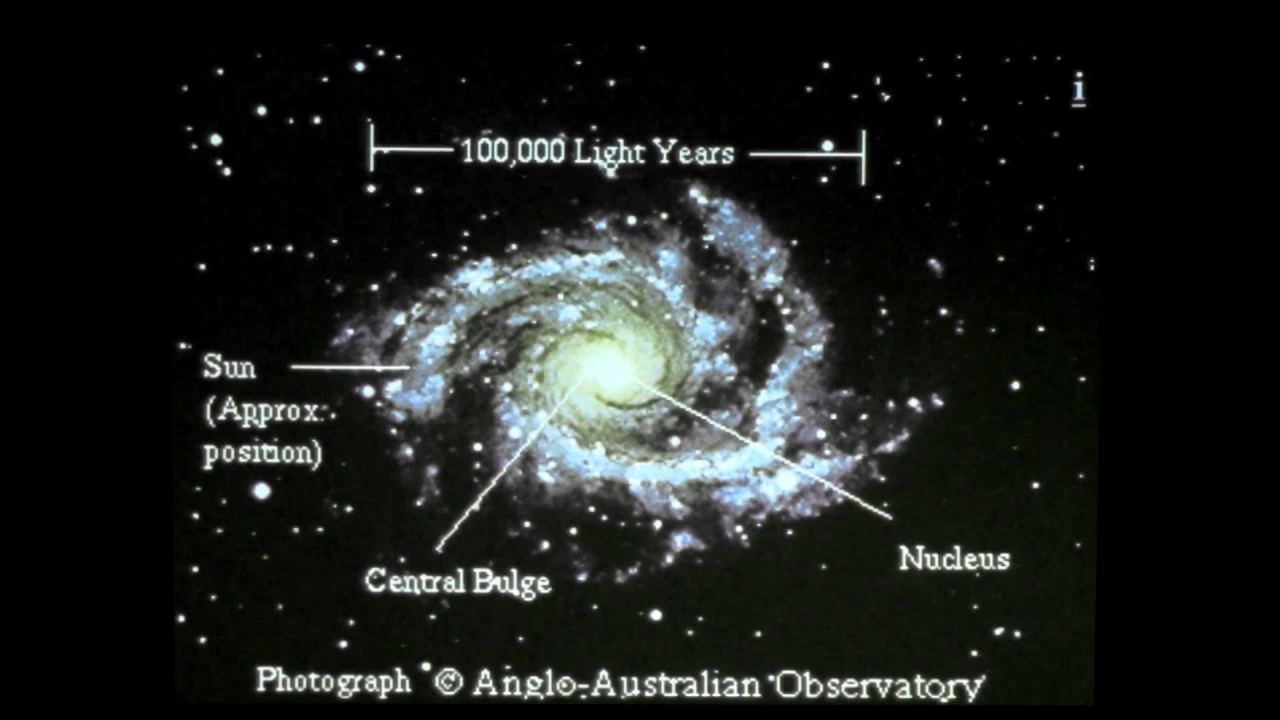 i
100,000 Light Years
Sun
(Approx.
position)
Nucleus
Central Bulge
Photograph © Anglo-Australian Observatory